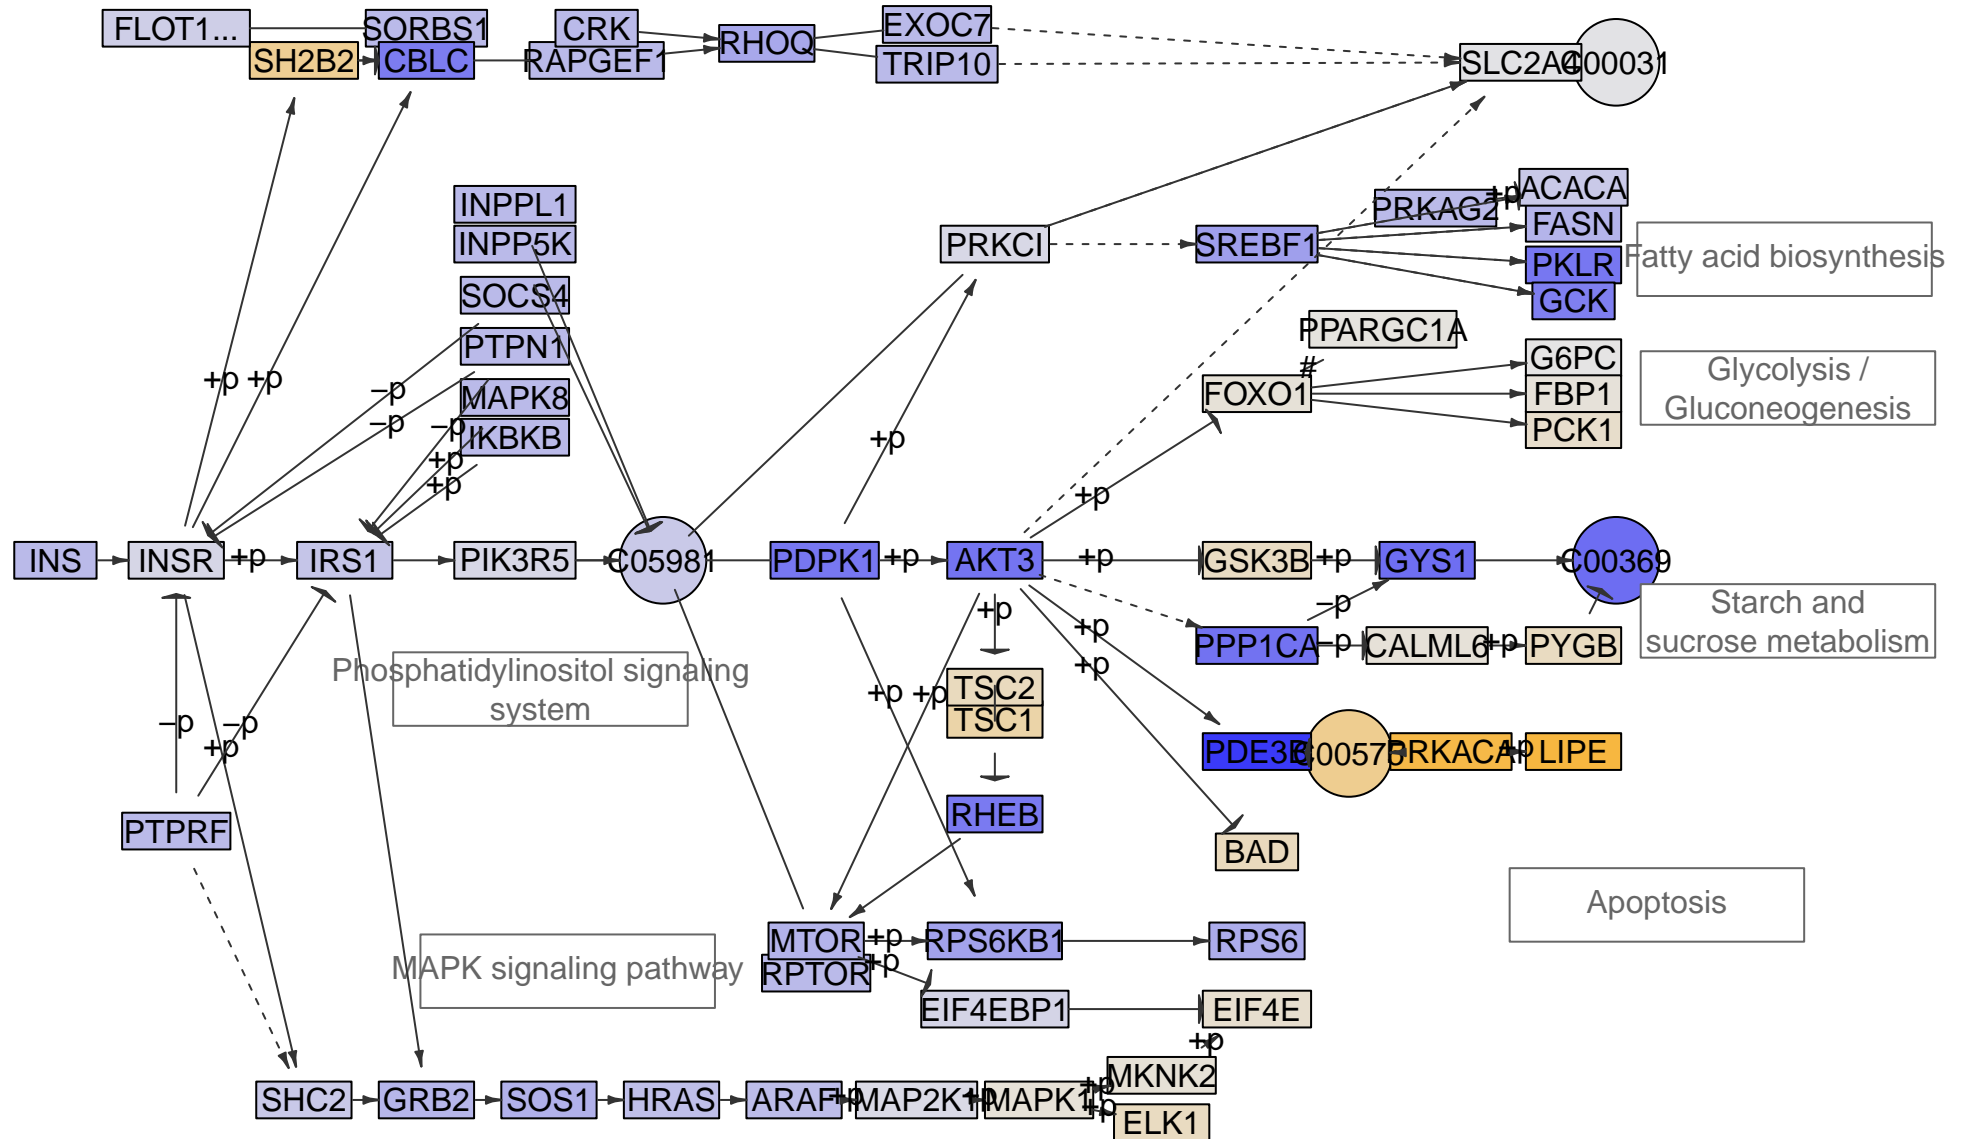 FLOT1...
SORBS1
CRK
EXOC7
SH2B2
CBLC
RAPGEF1
RHOQ
TRIP10
SLC2A4
C00031
INPPL1
INPP5K
SOCS4
PTPN1
MAPK8
IKBKB
PRKCI
SREBF1
PRKAG2
+p
ACACA
FASN
PKLR
GCK
Fatty acid biosynthesis
PPARGC1A
#
FOXO1
G6PC
FBP1
PCK1
Glycolysis /
Gluconeogenesis
+p
+p
−p
−p
−p
+p
+p
+p
+p
INS
INSR
+p
IRS1
PIK3R5
C05981
PDPK1
+p
AKT3
+p
GSK3B
+p
GYS1
C00369
+p
−p
+p
PPP1CA
−p
CALML6
+p
PYGB
Starch and
sucrose metabolism
Phosphatidylinositol signaling
system
+p
+p
+p
TSC2
TSC1
−p
−p
+p
PDE3B
C00575
PRKACA
+p
LIPE
PTPRF
RHEB
BAD
Apoptosis
MTOR
+p
RPS6KB1
RPS6
RPTOR
+p
MAPK signaling pathway
EIF4EBP1
EIF4E
+p
SHC2
GRB2
SOS1
HRAS
ARAF
+p
MAP2K1
+p
MAPK1
+p
MKNK2
+p
ELK1